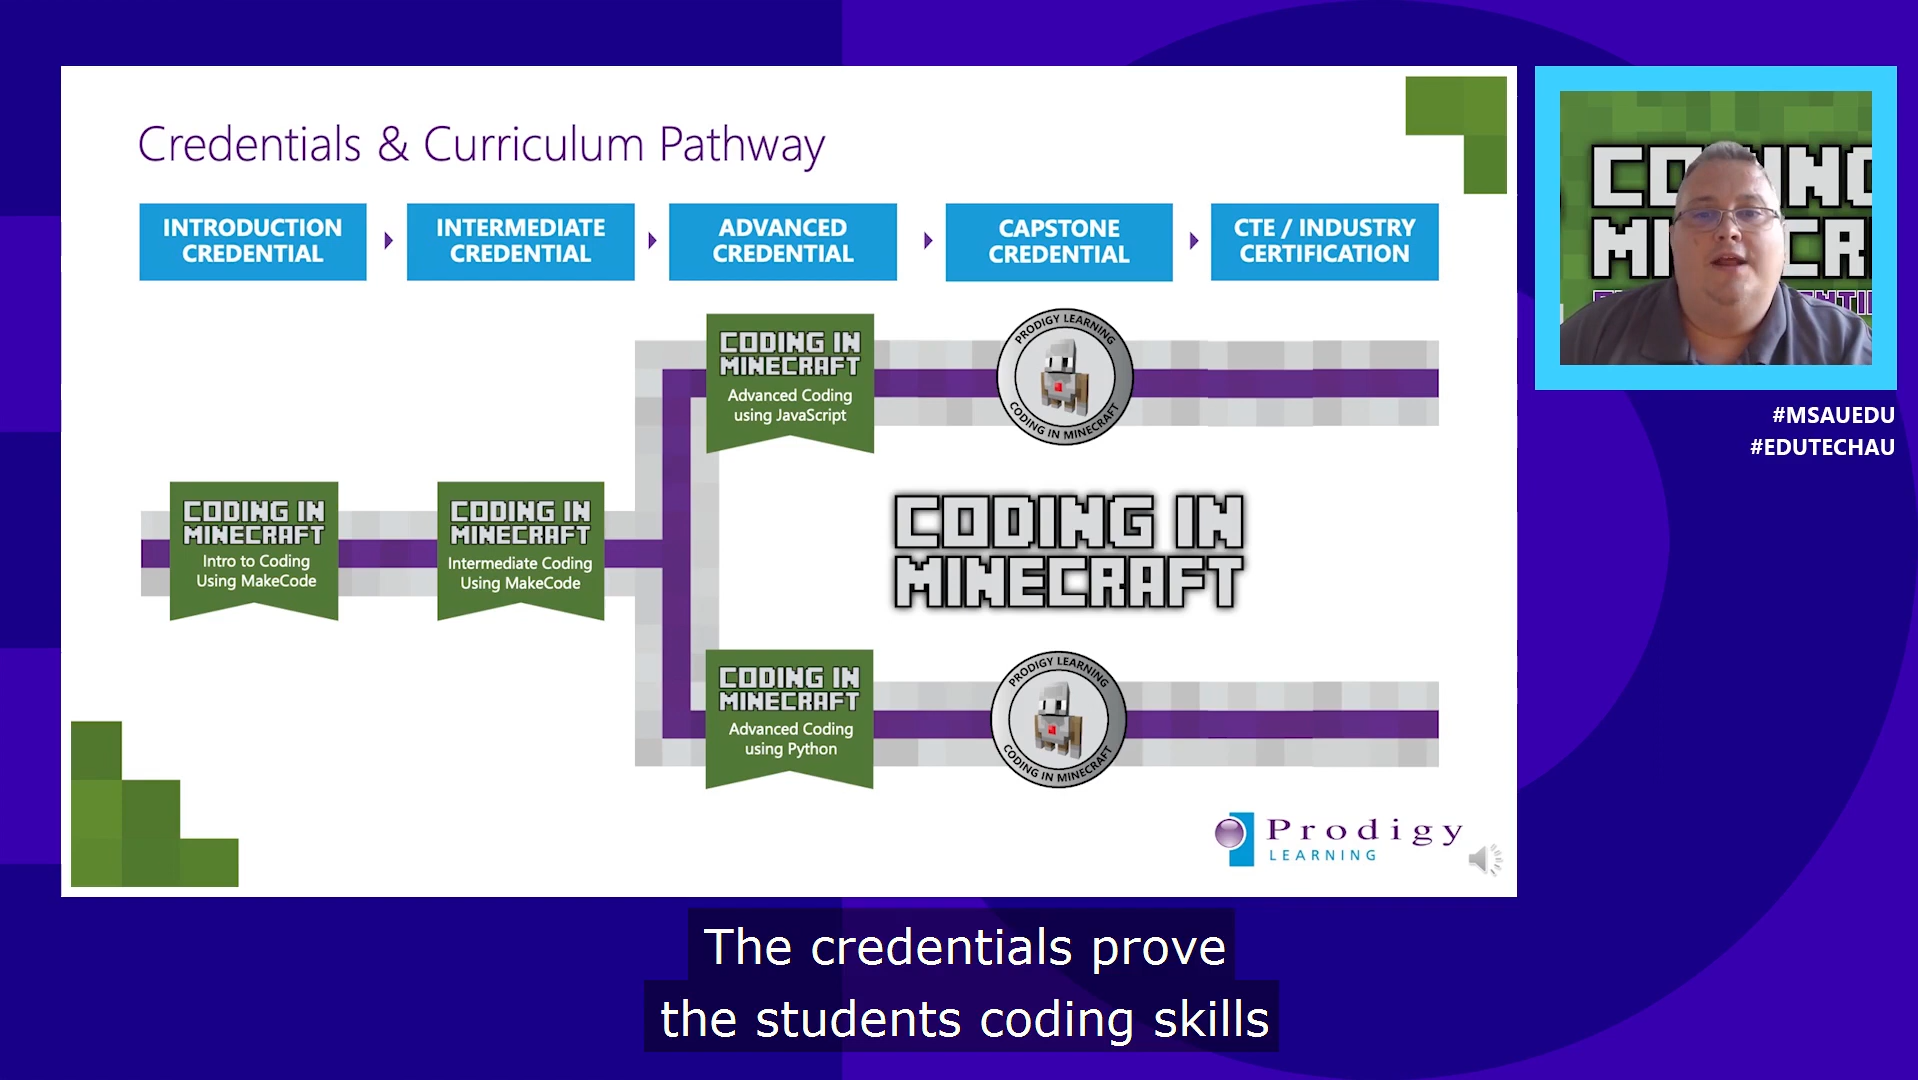 Credentials & Curriculum Pathway
INTRODUCTION
CREDENTIAL
INTERMEDIATE
CREDENTIAL
ADVANCED
CREDENTIAL
CAPSTONE
CREDENTIAL
CTE / INDUSTRY
CERTIFICATION
CODING IN
MINECRAFT
Advanced Coding
using JavaScript
PRODIGY LEARNING
CODING IN MINECRAFT
CODING IN
MINECRAFT
Intro to Coding
Using MakeCode
CODING IN
MINECRAFT
Intermediate Coding
Using MakeCode
CODING IN
MINECRAFT
CODING IN
MINECRAFT
Advanced Coding
using Python
PRODIGY LEARNING
CODING IN MINECRAFT
Prodigy
LEARNING
#MSAUEDU
#EDUTECHAU
The credentials prove
the students coding skills